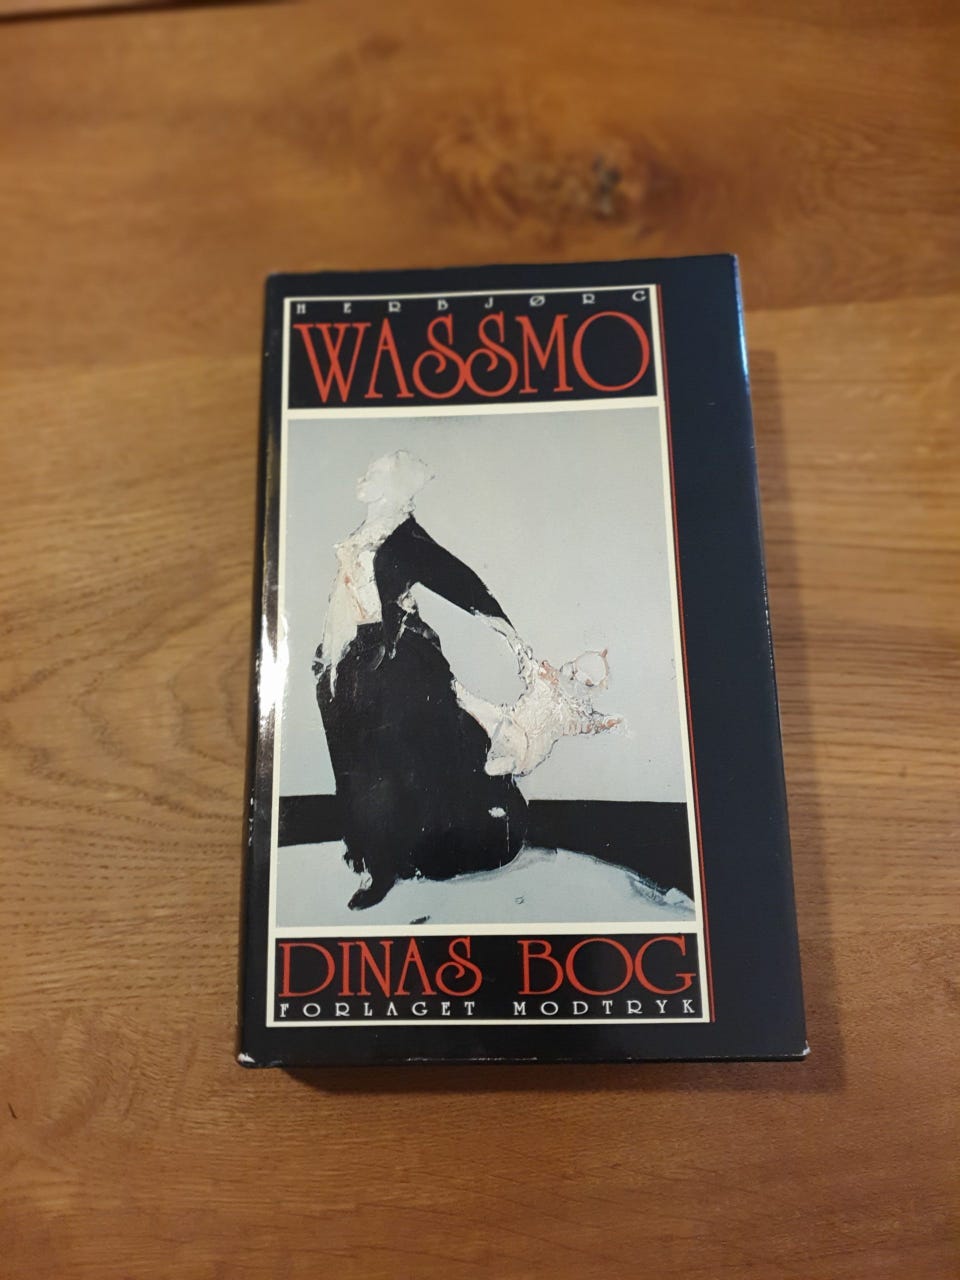 HERBJØRG
WASSMO
DINAS BOG
FORLAGET MODTRYK